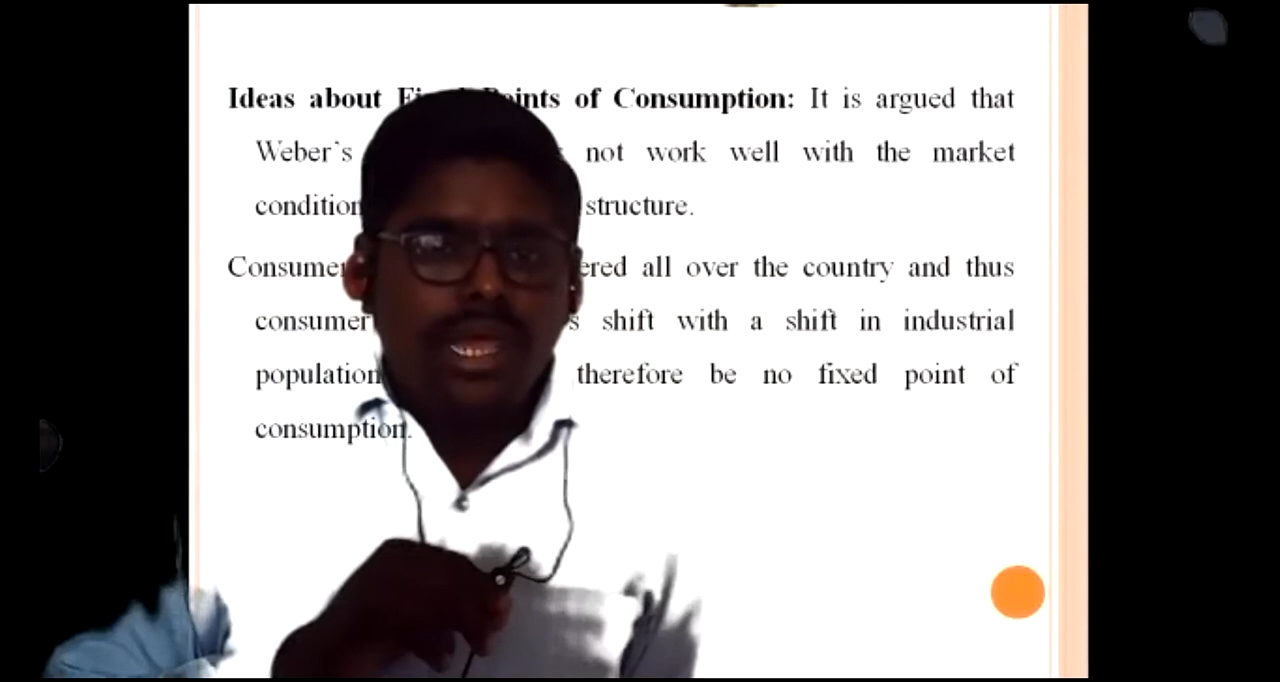 Ideas about Points of Consumption: It is argued that
Weber`s not work well with the market
condition structure.
Consumer all over the country and thus
consumer shift with a shift in industrial
population therefore be no fixed point of
consumption.